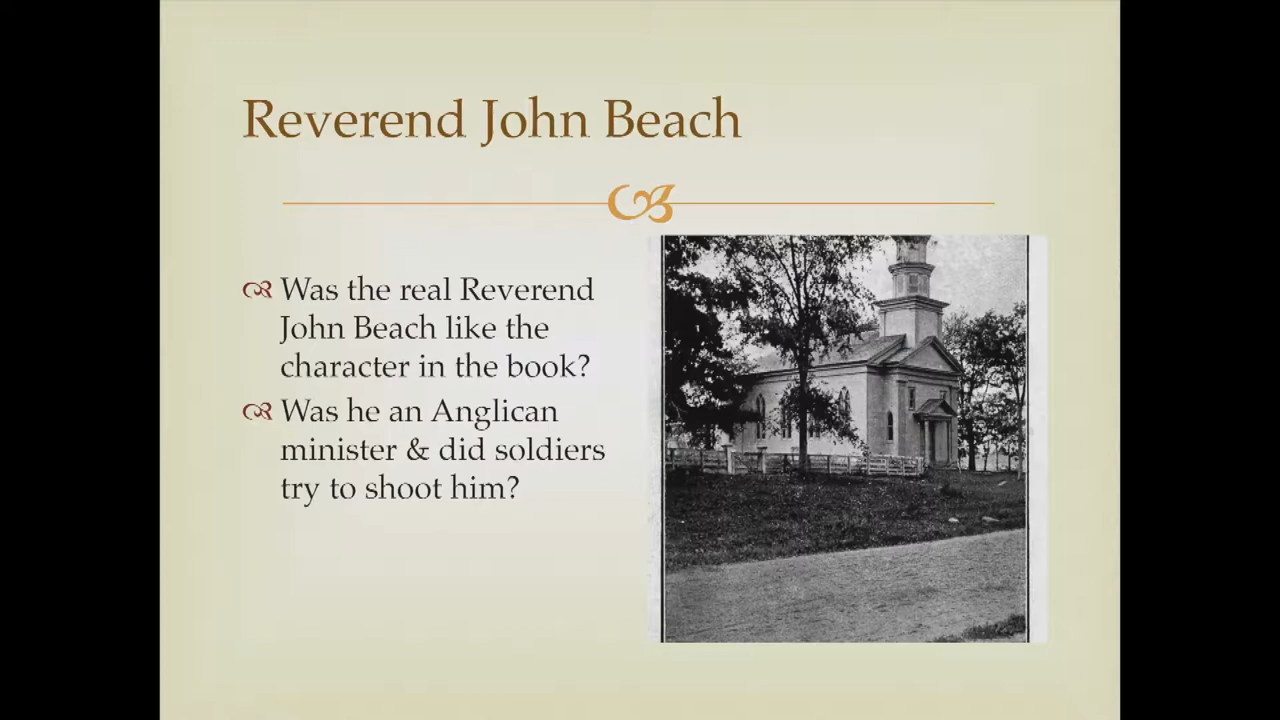 Reverend John Beach
Was the real Reverend
John Beach like the
character in the book?
Was he an Anglican
minister & did soldiers
try to shoot him?